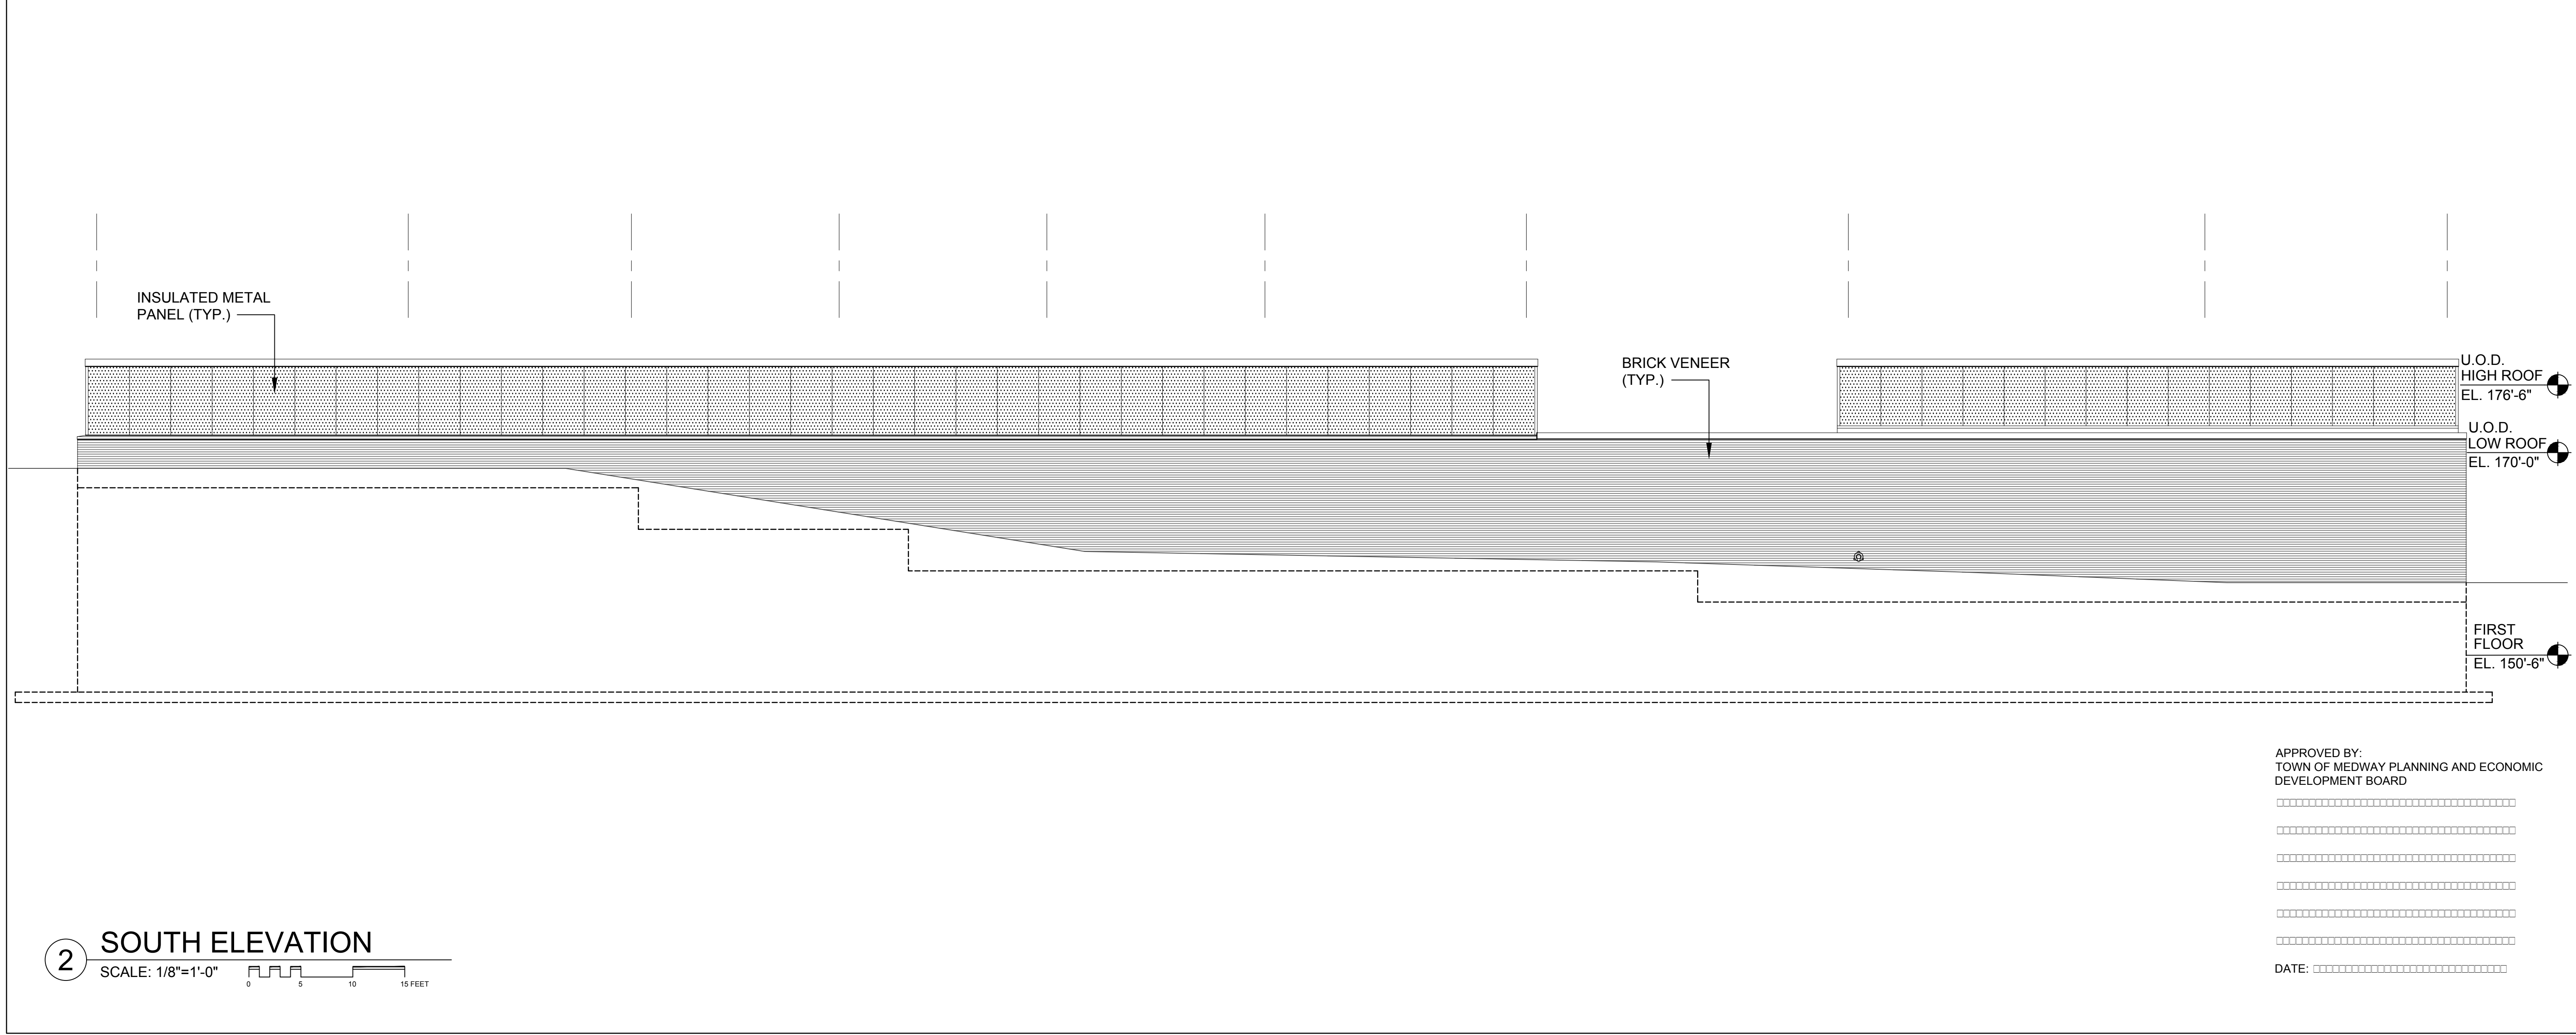 INSULATED METAL
PANEL (TYP.)
BRICK VENEER
(TYP.)
U.O.D.
HIGH ROOF
EL. 176'-6"
U.O.D.
LOW ROOF
EL. 170'-0"
FIRST
FLOOR
EL. 150'-6"
APPROVED BY:
TOWN OF MEDWAY PLANNING AND ECONOMIC
DEVELOPMENT BOARD
DATE:
2
SOUTH ELEVATION
SCALE: 1/8"=1'-0"
0 5 10 15 FEET